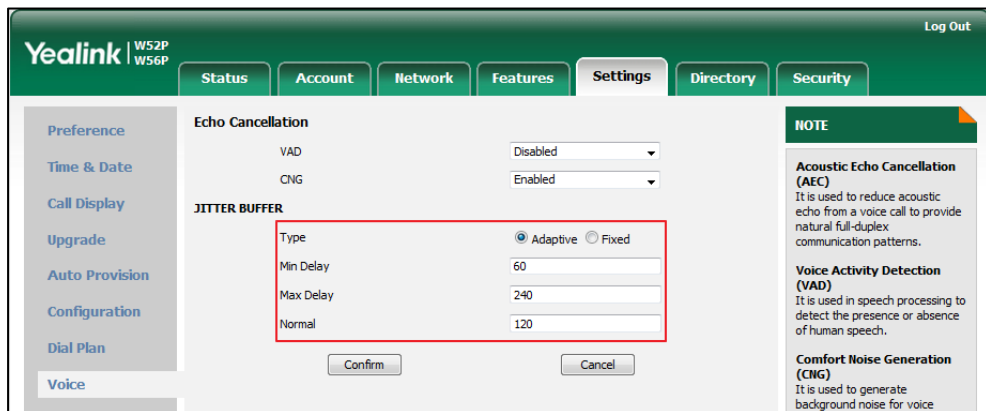 Log Out
Yealink W52P
W56P
Status Account Network Features Settings Directory Security
Preference
Time & Date
Call Display
Upgrade
Auto Provision
Configuration
Dial Plan
Voice
Echo Cancellation
VAD Disabled
CNG Enabled
JITTER BUFFER
Type Adaptive Fixed
Min Delay 60
Max Delay 240
Normal 120
Confirm Cancel
NOTE
Acoustic Echo Cancellation
(AEC)
It is used to reduce acoustic
echo from a voice call to provide
natural full-duplex
communication patterns.
Voice Activity Detection
(VAD)
It is used in speech processing to
detect the presence or absence
of human speech.
Comfort Noise Generation
(CNG)
It is used to generate
background noise for voice